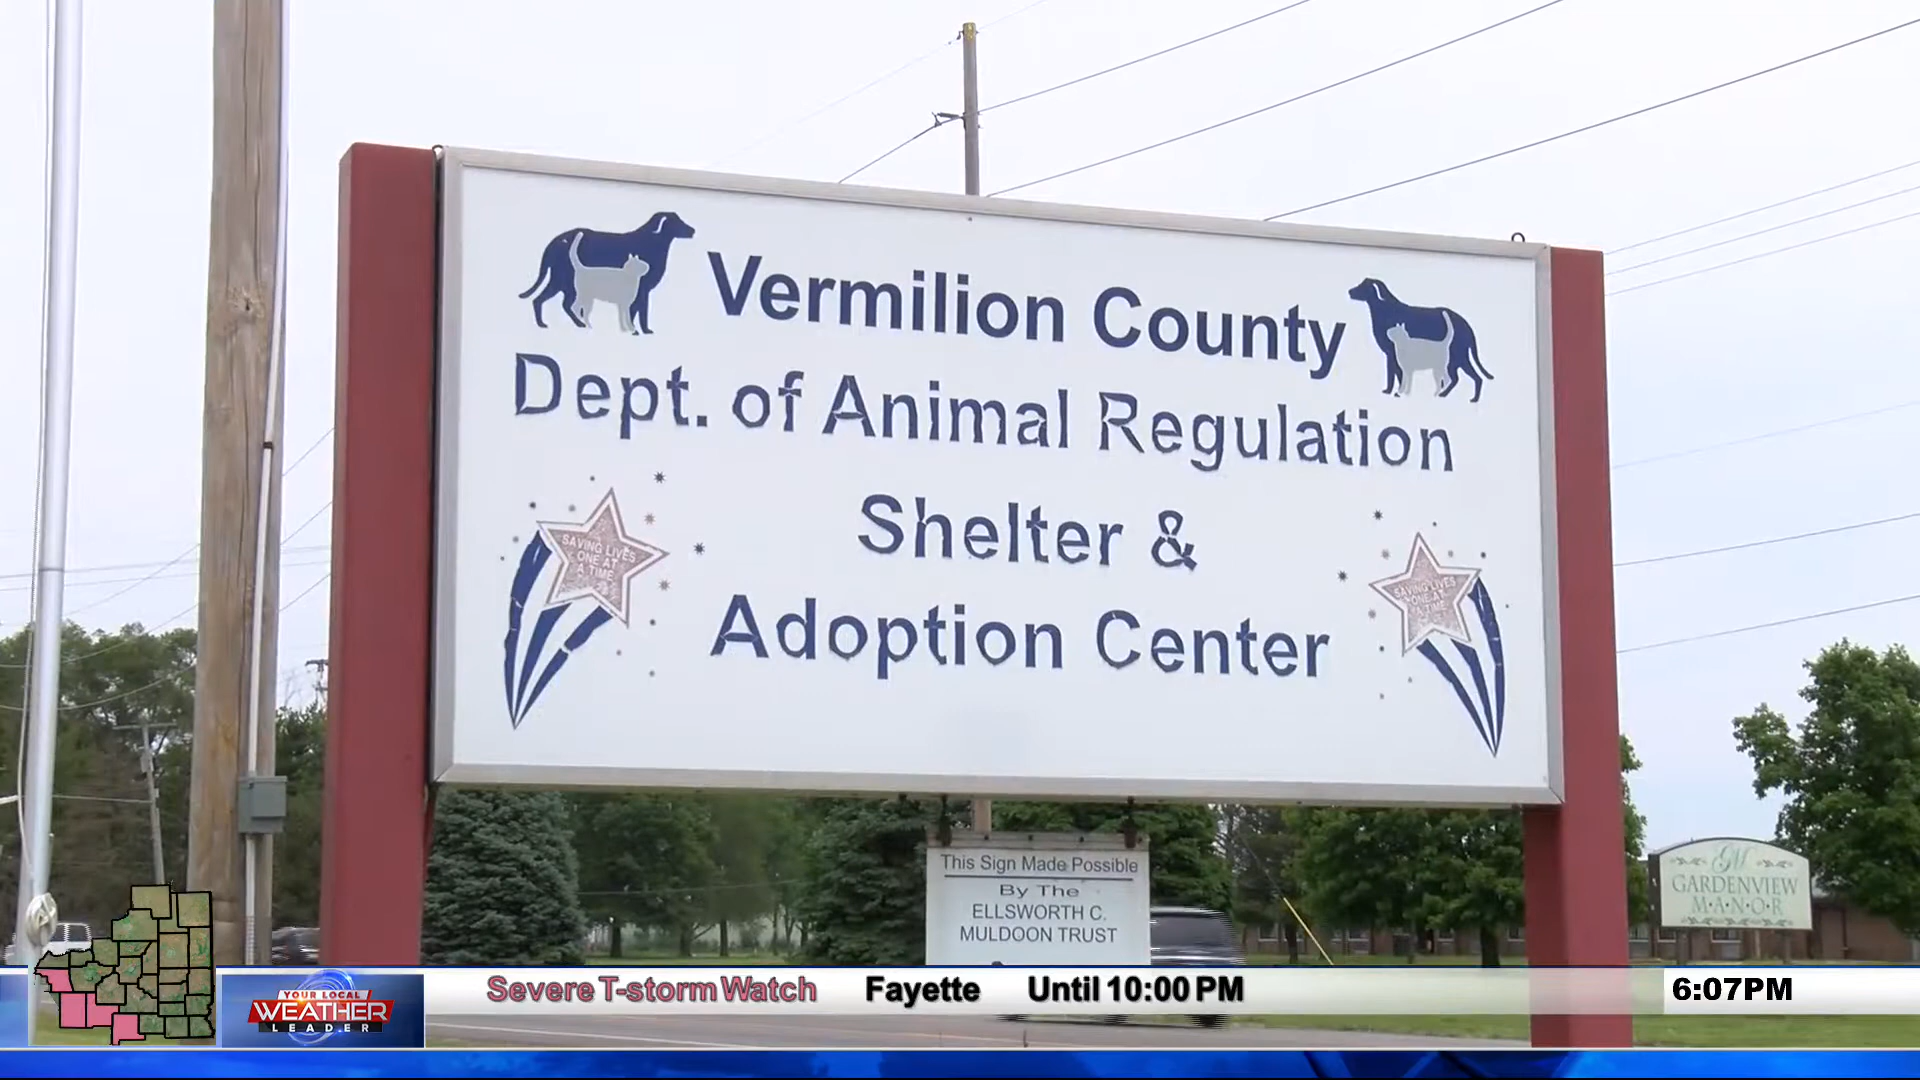 Vermilion County
Dept. of Animal Regulation
Shelter &
Adoption Center
SAVING LIVES
ONE AT
A TIME
SAVING LIVES
ONE AT
A TIME
This Sign Made Possible
By The
ELLSWORTH C.
MULDOON TRUST
GM
GARDENVIEW
M·A·N·O·R
YOUR LOCAL
WEATHER
LEADER
Severe T-storm Watch Fayette Until 10:00 PM
6:07PM